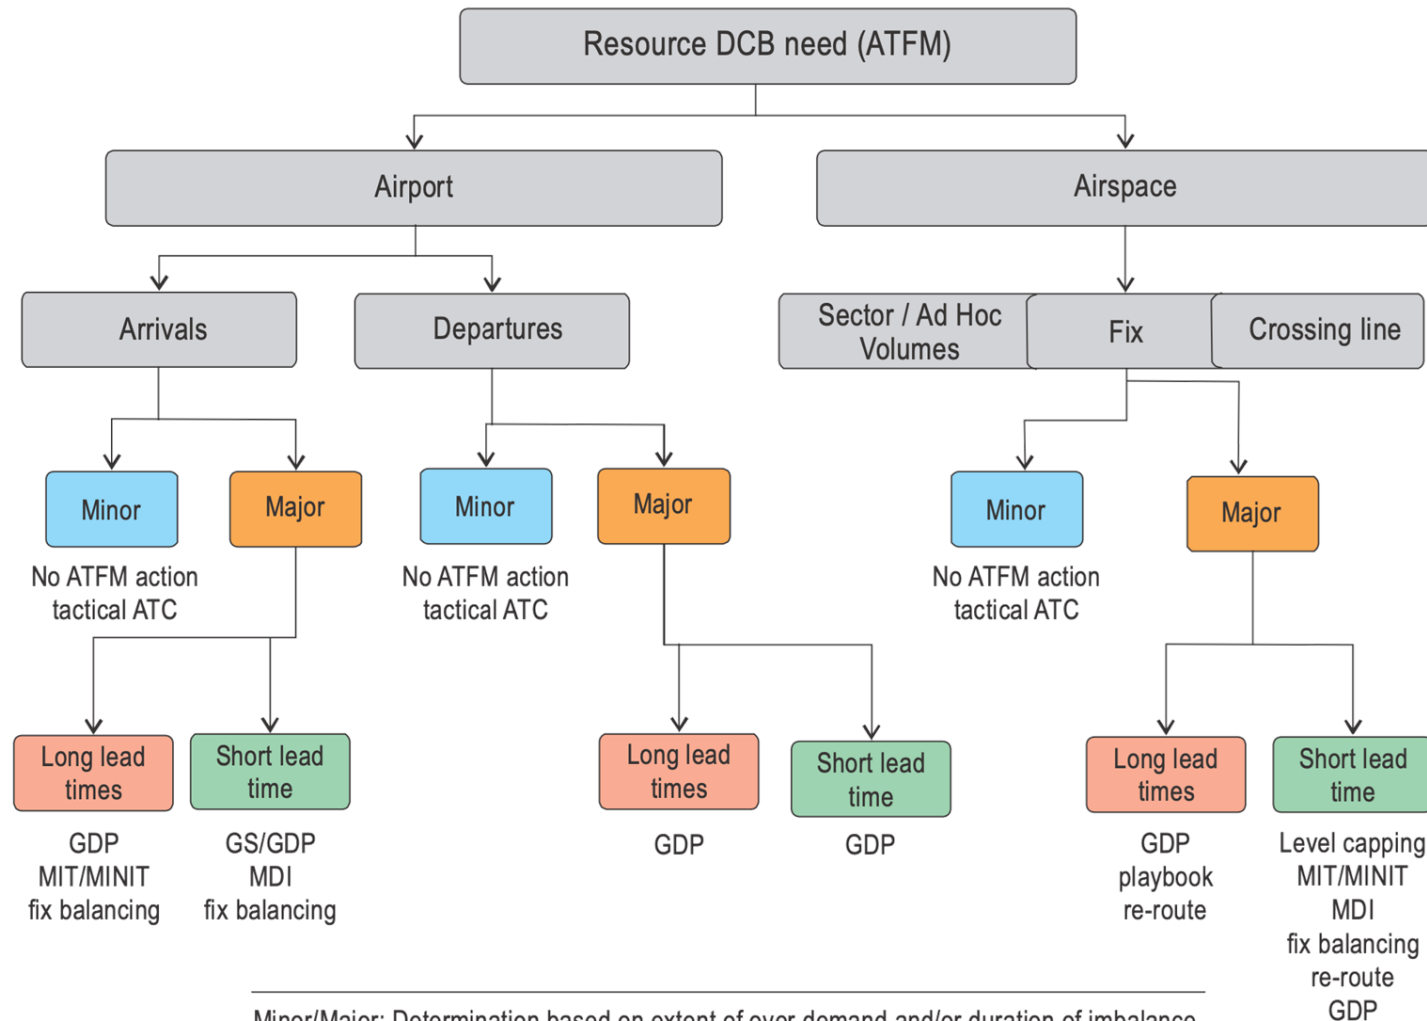 Resource DCB need (ATFM)
Airport
Airspace
Arrivals
Departures
Sector / Ad Hoc
Volumes
Fix
Crossing line
Minor
Major
Minor
Major
Minor
Major
No ATFM action
tactical ATC
No ATFM action
tactical ATC
No ATFM action
tactical ATC
Long lead
times
Short lead
time
Long lead
times
Short lead
time
Long lead
times
Short lead
time
GDP
MIT/MINIT
fix balancing
GS/GDP
MDI
fix balancing
GDP
GDP
GDP
playbook
re-route
Level capping
MIT/MINIT
MDI
fix balancing
re-route
GDP
Minor/Major: Determination based on extent of over demand and/or duration of imbalance